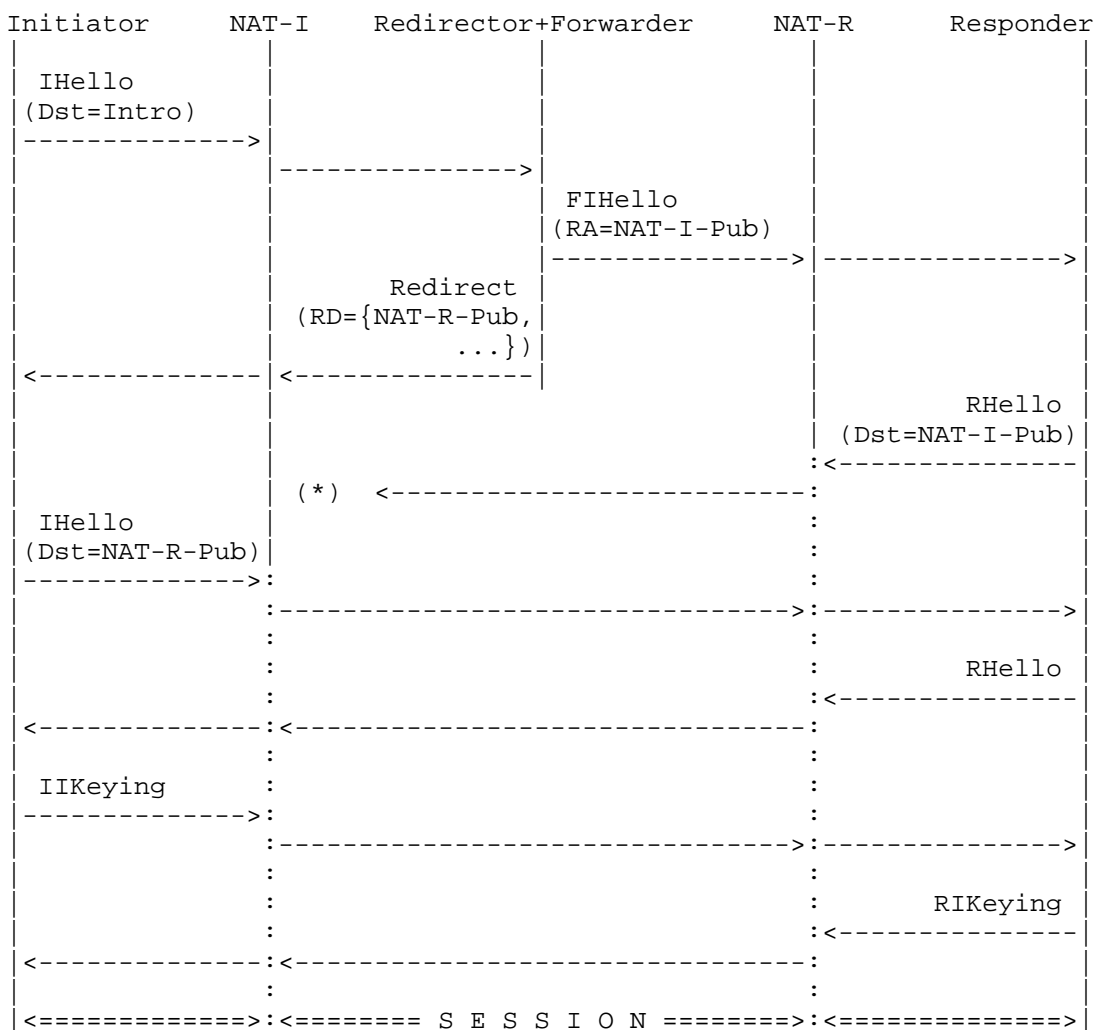 Initiator NAT-I Redirector+Forwarder NAT-R Responder
IHello
(Dst=Intro)
FIHello
(RA=NAT-I-Pub)
Redirect
(RD={NAT-R-Pub,
...})
RHello
(Dst=NAT-I-Pub)
(*)
IHello
(Dst=NAT-R-Pub)
RHello
IIKeying
RIKeying
S E S S I O N